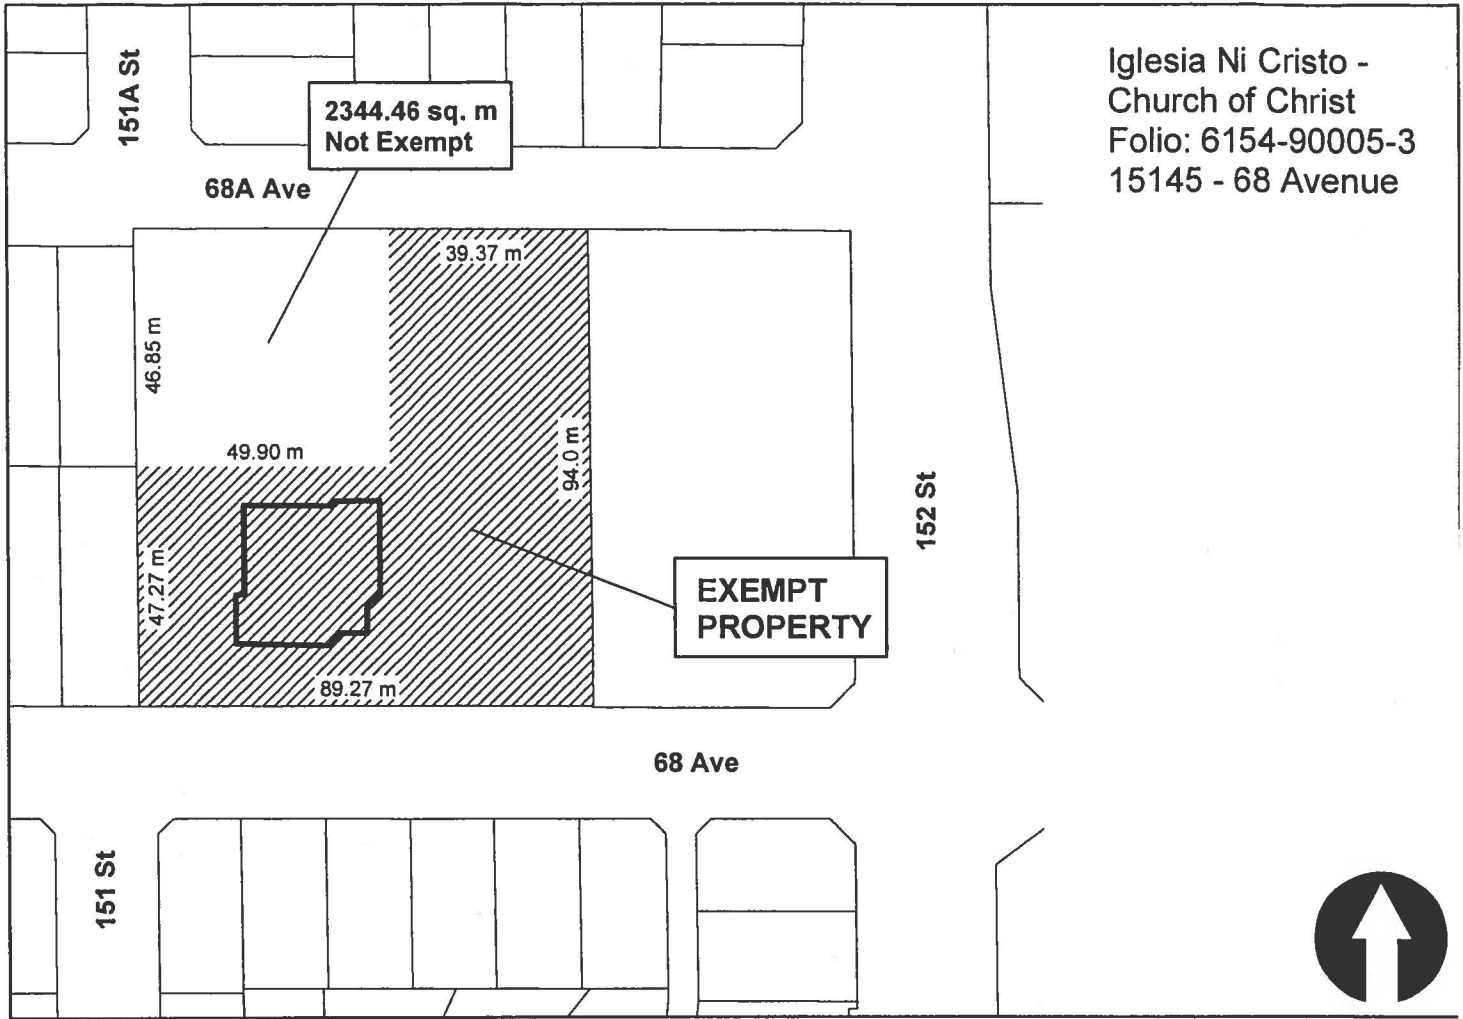 Iglesia Ni Cristo -
Church of Christ
Folio: 6154-90005-3
15145 - 68 Avenue
151A St
2344.46 sq. m
Not Exempt
68A Ave
39.37 m
46.85 m
49.90 m
94.0 m
152 St
47.27 m
EXEMPT
PROPERTY
89.27 m
68 Ave
151 St